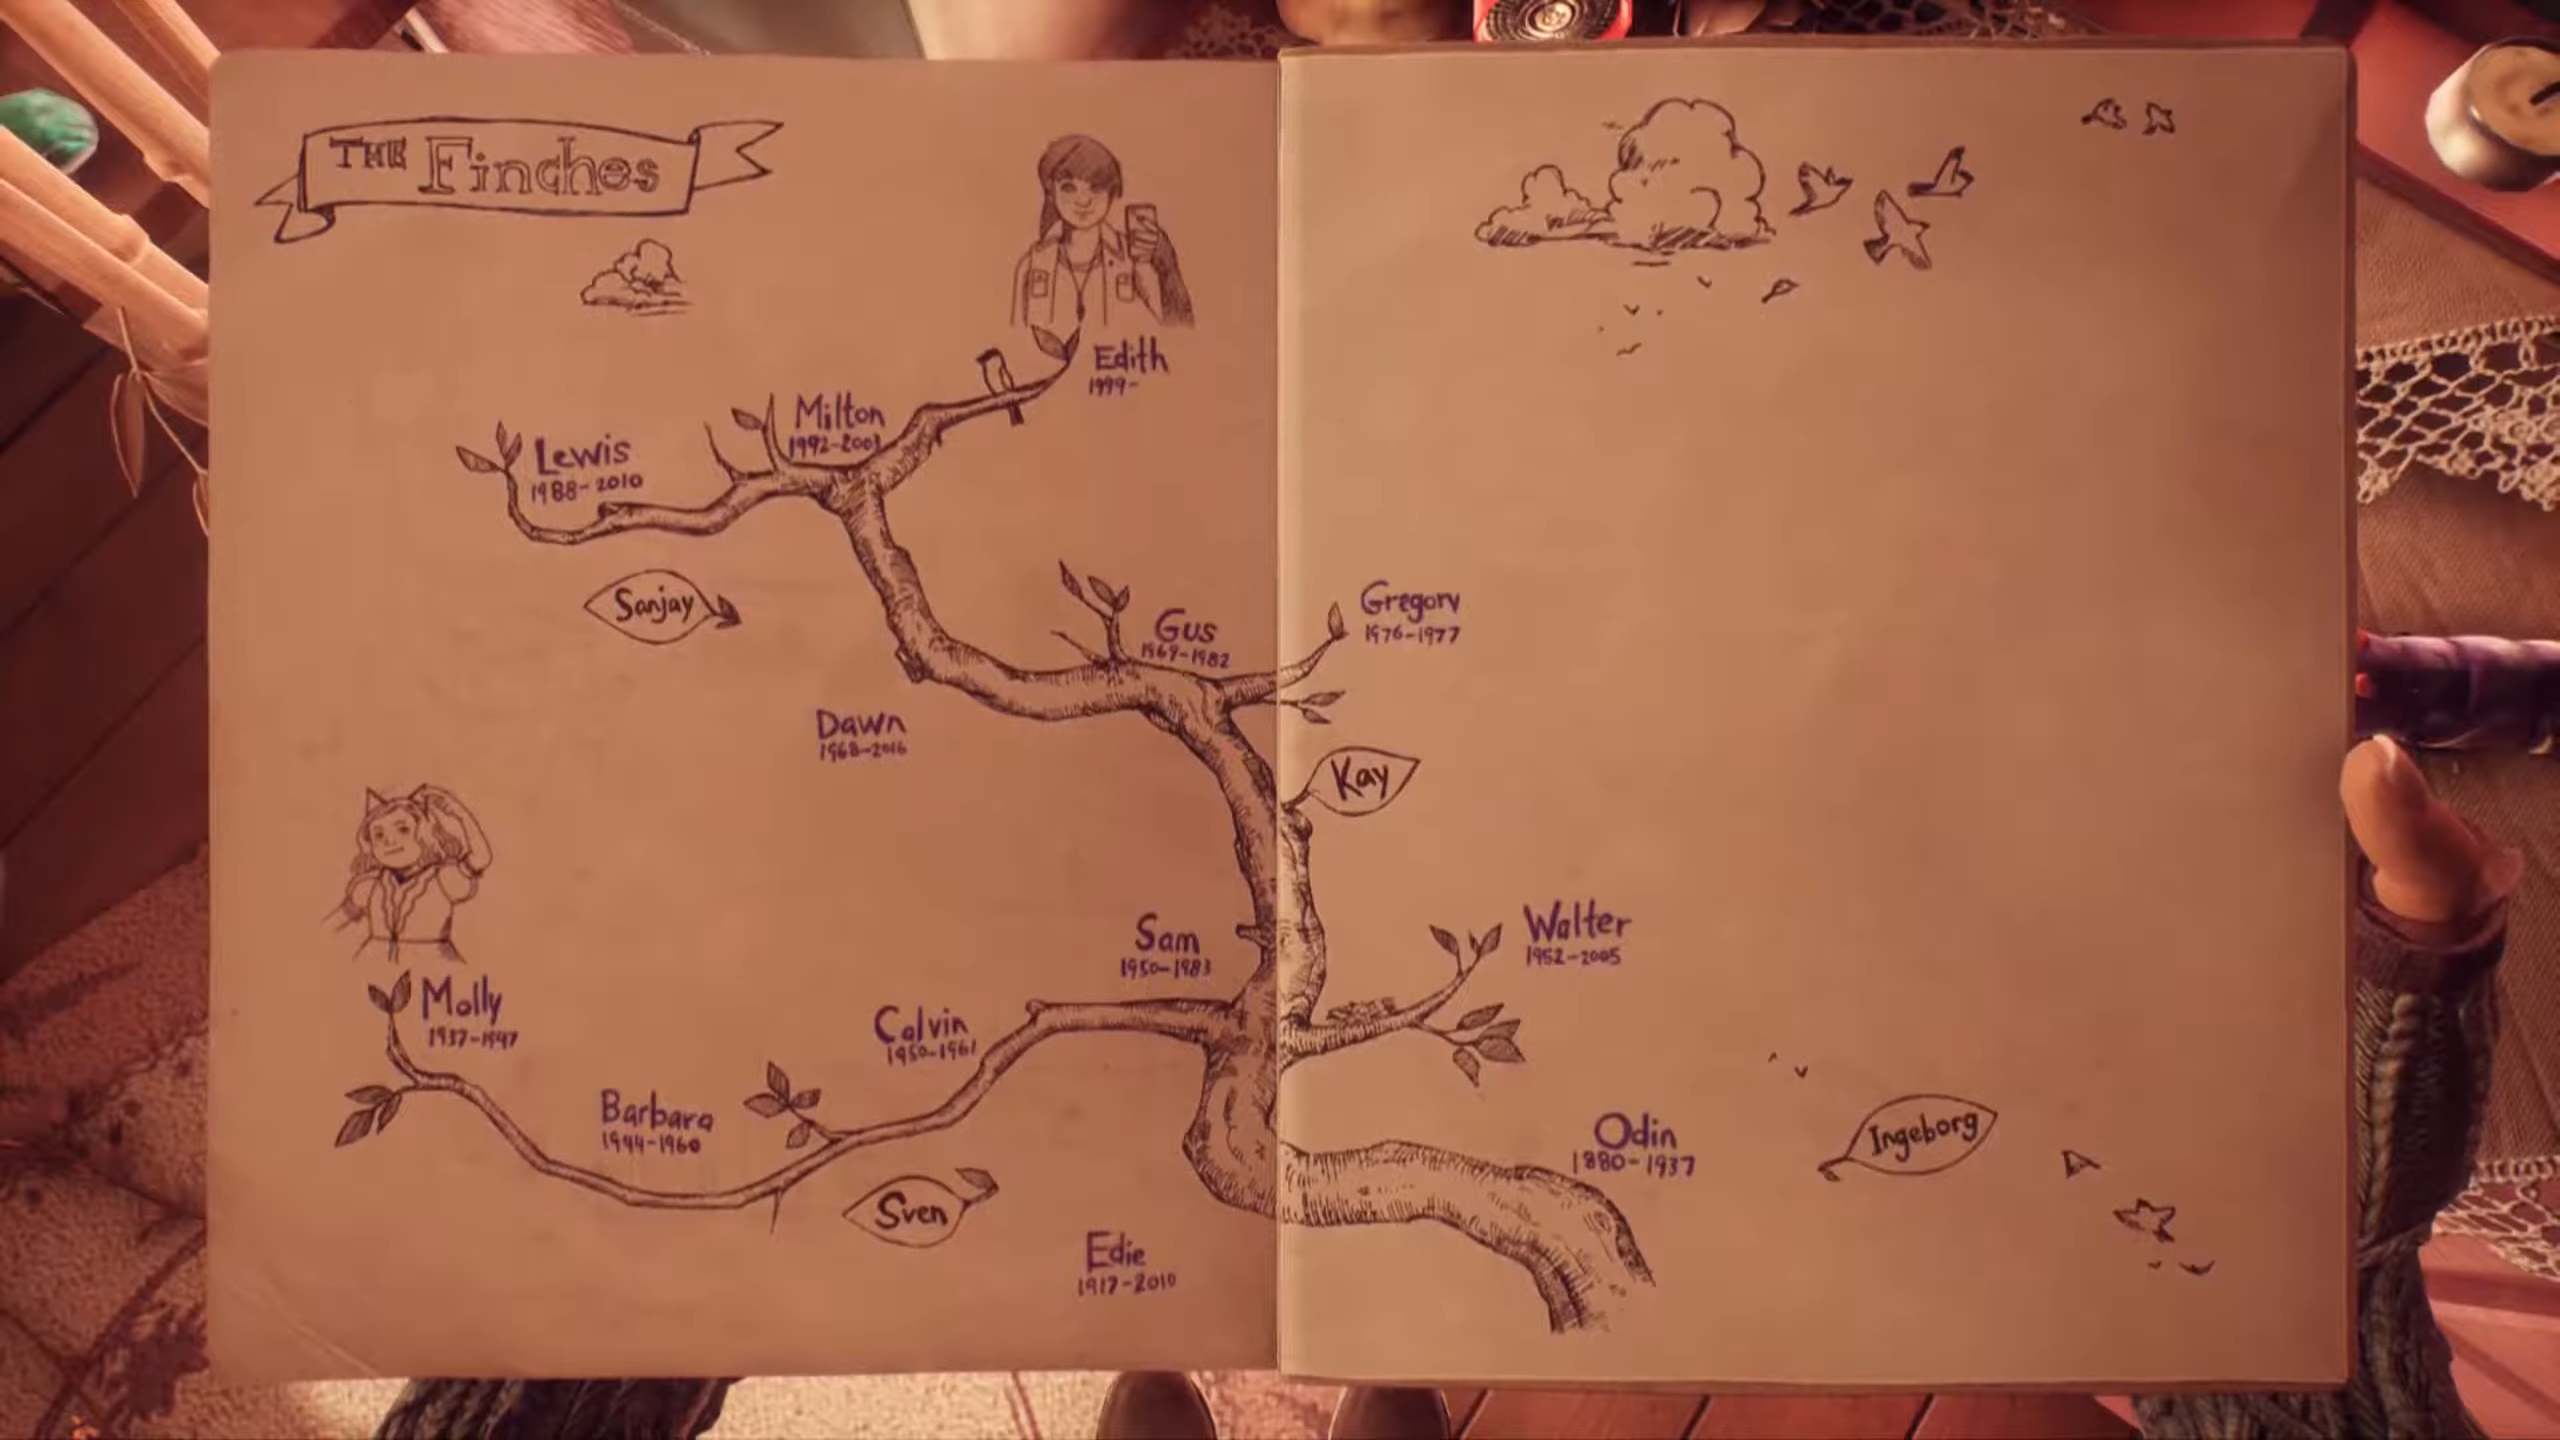 THE Finches
Edith
1999-
Milton
1992-2003
Lewis
1988-2010
Sanjay
Gus
1969-1982
Gregory
1976-1977
Dawn
1968-2016
Kay
Sam
1950-1983
Walter
1952-2005
Molly
1937-1947
Calvin
1950-1961
Barbara
1944-1960
Sven
Odin
1880-1937
Ingeborg
Edie
1917-2010